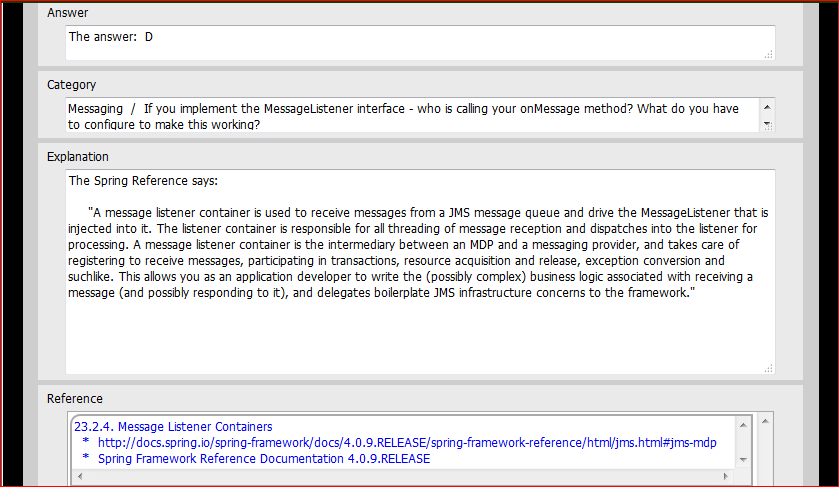 Answer
The answer:  D
Category
Messaging  /  If you implement the MessageListener interface - who is calling your onMessage method? What do you have
to configure to make this working?
Explanation
The Spring Reference says:
"A message listener container is used to receive messages from a JMS message queue and drive the MessageListener that is
injected into it. The listener container is responsible for all threading of message reception and dispatches into the listener for
processing. A message listener container is the intermediary between an MDP and a messaging provider, and takes care of
registering to receive messages, participating in transactions, resource acquisition and release, exception conversion and
suchlike. This allows you as an application developer to write the (possibly complex) business logic associated with receiving a
message (and possibly responding to it), and delegates boilerplate JMS infrastructure concerns to the framework."
Reference
23.2.4. Message Listener Containers
* http://docs.spring.io/spring-framework/docs/4.0.9.RELEASE/spring-framework-reference/html/jms.html#jms-mdp
* Spring Framework Reference Documentation 4.0.9.RELEASE